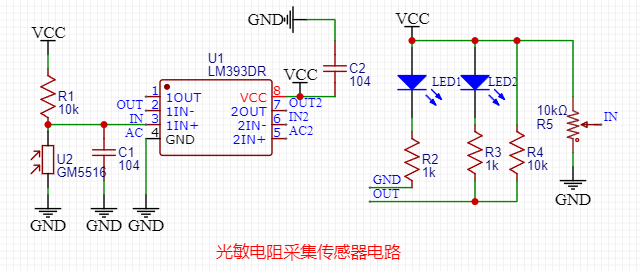 GND
VCC
VCC
U1
LM393DR
C2
104
VCC
R1
10k
OUT
IN
AC
1
2
3
4
1OUT
1IN-
1IN+
GND
VCC
2OUT
2IN-
2IN+
8
7
6
5
OUT2
IN2
AC2
LED1
LED2
10kΩ
R5
IN
U2
GM5516
C1
104
R2
1k
R3
1k
R4
10k
GND
OUT
GND
GND
GND
GND
光敏电阻采集传感器电路